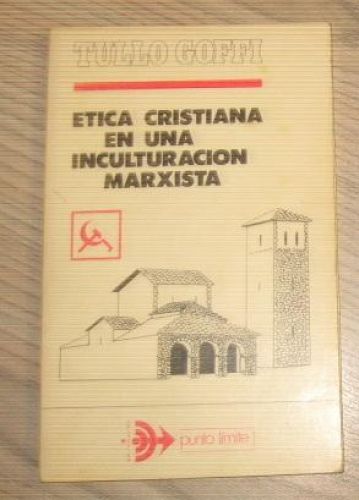 TULLO GOFFI
ETICA CRISTIANA
EN UNA
INCULTURACION
MARXISTA
punto límite